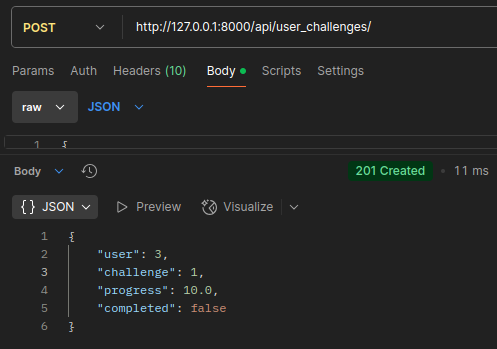 POST http://127.0.0.1:8000/api/user_challenges/
Params Auth Headers (10) Body Scripts Settings
raw JSON
1 {
Body 201 Created 11 ms
{} JSON Preview Visualize
1 {
2 "user": 3,
3 "challenge": 1,
4 "progress": 10.0,
5 "completed": false
6 }